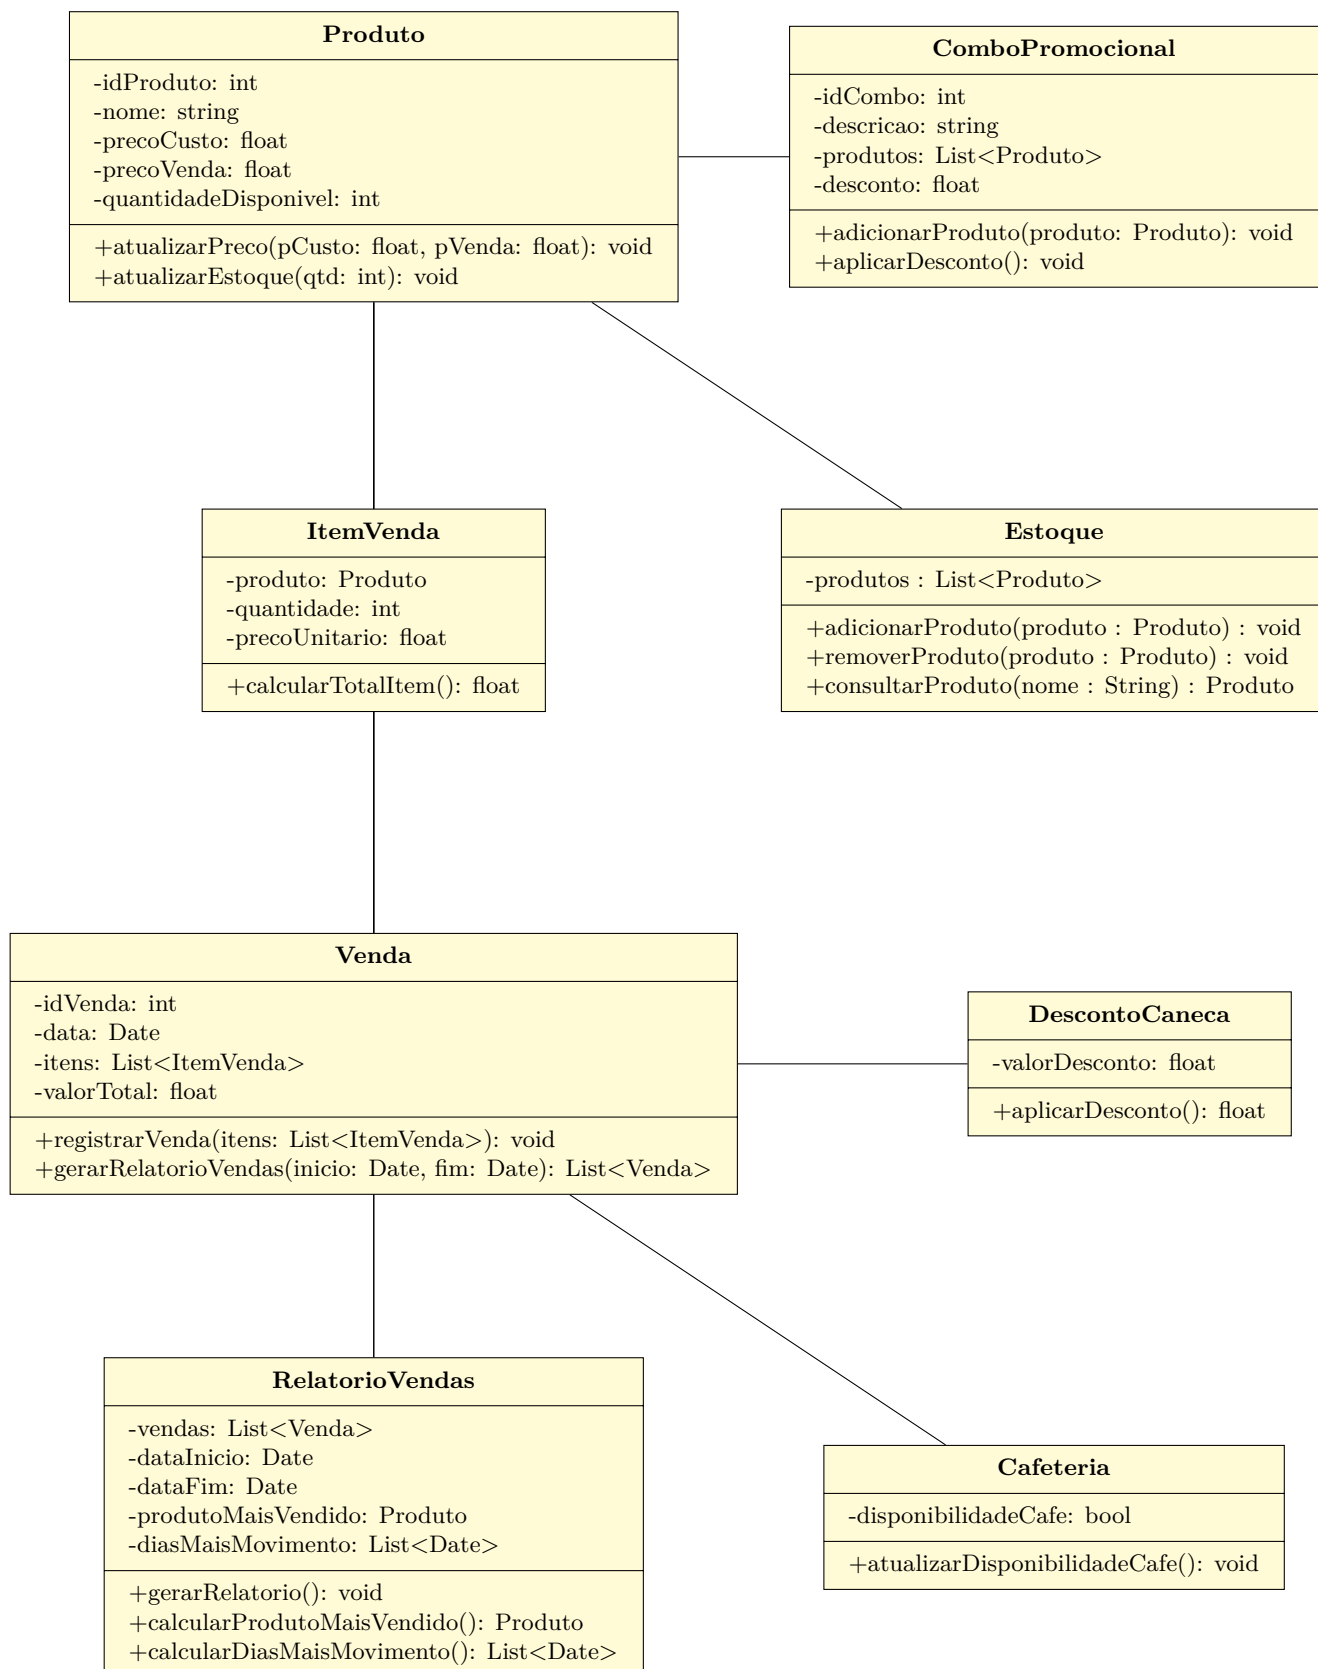 Produto
-idProduto: int
-nome: string
-precoCusto: float
-precoVenda: float
-quantidadeDisponivel: int
+atualizarPreco(pCusto: float, pVenda: float): void
+atualizarEstoque(qtd: int): void
ComboPromocional
-idCombo: int
-descricao: string
-produtos: List<Produto>
-desconto: float
+adicionarProduto(produto: Produto): void
+aplicarDesconto(): void
ItemVenda
-produto: Produto
-quantidade: int
-precoUnitario: float
+calcularTotalItem(): float
Estoque
-produtos : List<Produto>
+adicionarProduto(produto : Produto) : void
+removerProduto(produto : Produto) : void
+consultarProduto(nome : String) : Produto
Venda
-idVenda: int
-data: Date
-itens: List<ItemVenda>
-valorTotal: float
+registrarVenda(itens: List<ItemVenda>): void
+gerarRelatorioVendas(inicio: Date, fim: Date): List<Venda>
DescontoCaneca
-valorDesconto: float
+aplicarDesconto(): float
RelatorioVendas
-vendas: List<Venda>
-dataInicio: Date
-dataFim: Date
-produtoMaisVendido: Produto
-diasMaisMovimento: List<Date>
+gerarRelatorio(): void
+calcularProdutoMaisVendido(): Produto
+calcularDiasMaisMovimento(): List<Date>
Cafeteria
-disponibilidadeCafe: bool
+atualizarDisponibilidadeCafe(): void